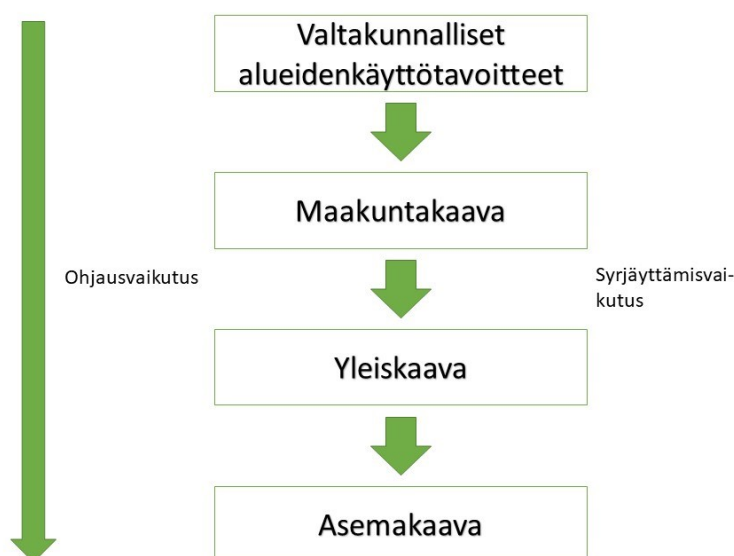 Valtakunnalliset
alueidenkäyttötavoitteet
Maakuntakaava
Ohjausvaikutus
Syrjäyttämisvai-
kutus
Yleiskaava
Asemakaava